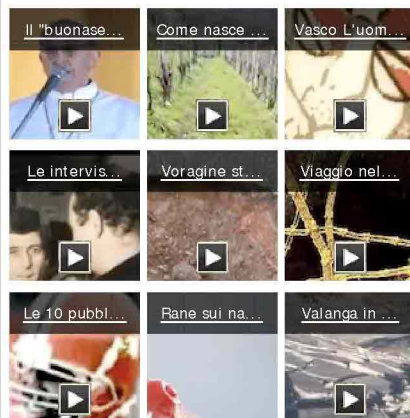 Il "buonase...
Come nasce ...
Vasco L'uom...
Le intervis...
Voragine st...
Viaggio nel...
Le 10 pubbl...
Rane sui na...
Valanga in ...